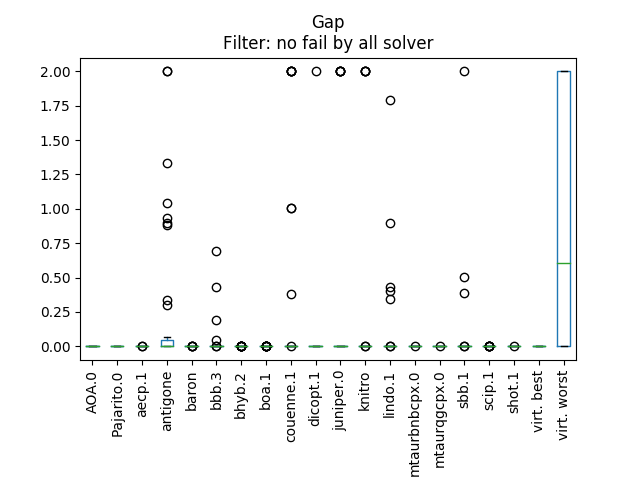 Gap
Filter: no fail by all solver
2.00
1.75
1.50
1.25
1.00
0.75
0.50
0.25
0.00
AOA.0
Pajarito.0
aecp.1
antigone
baron
bbb.3
bhyb.2
boa.1
couenne.1
dicopt.1
juniper.0
knitro
lindo.1
mtaurbnbcpx.0
mtaurqgcpx.0
sbb.1
scip.1
shot.1
virt. best
virt. worst